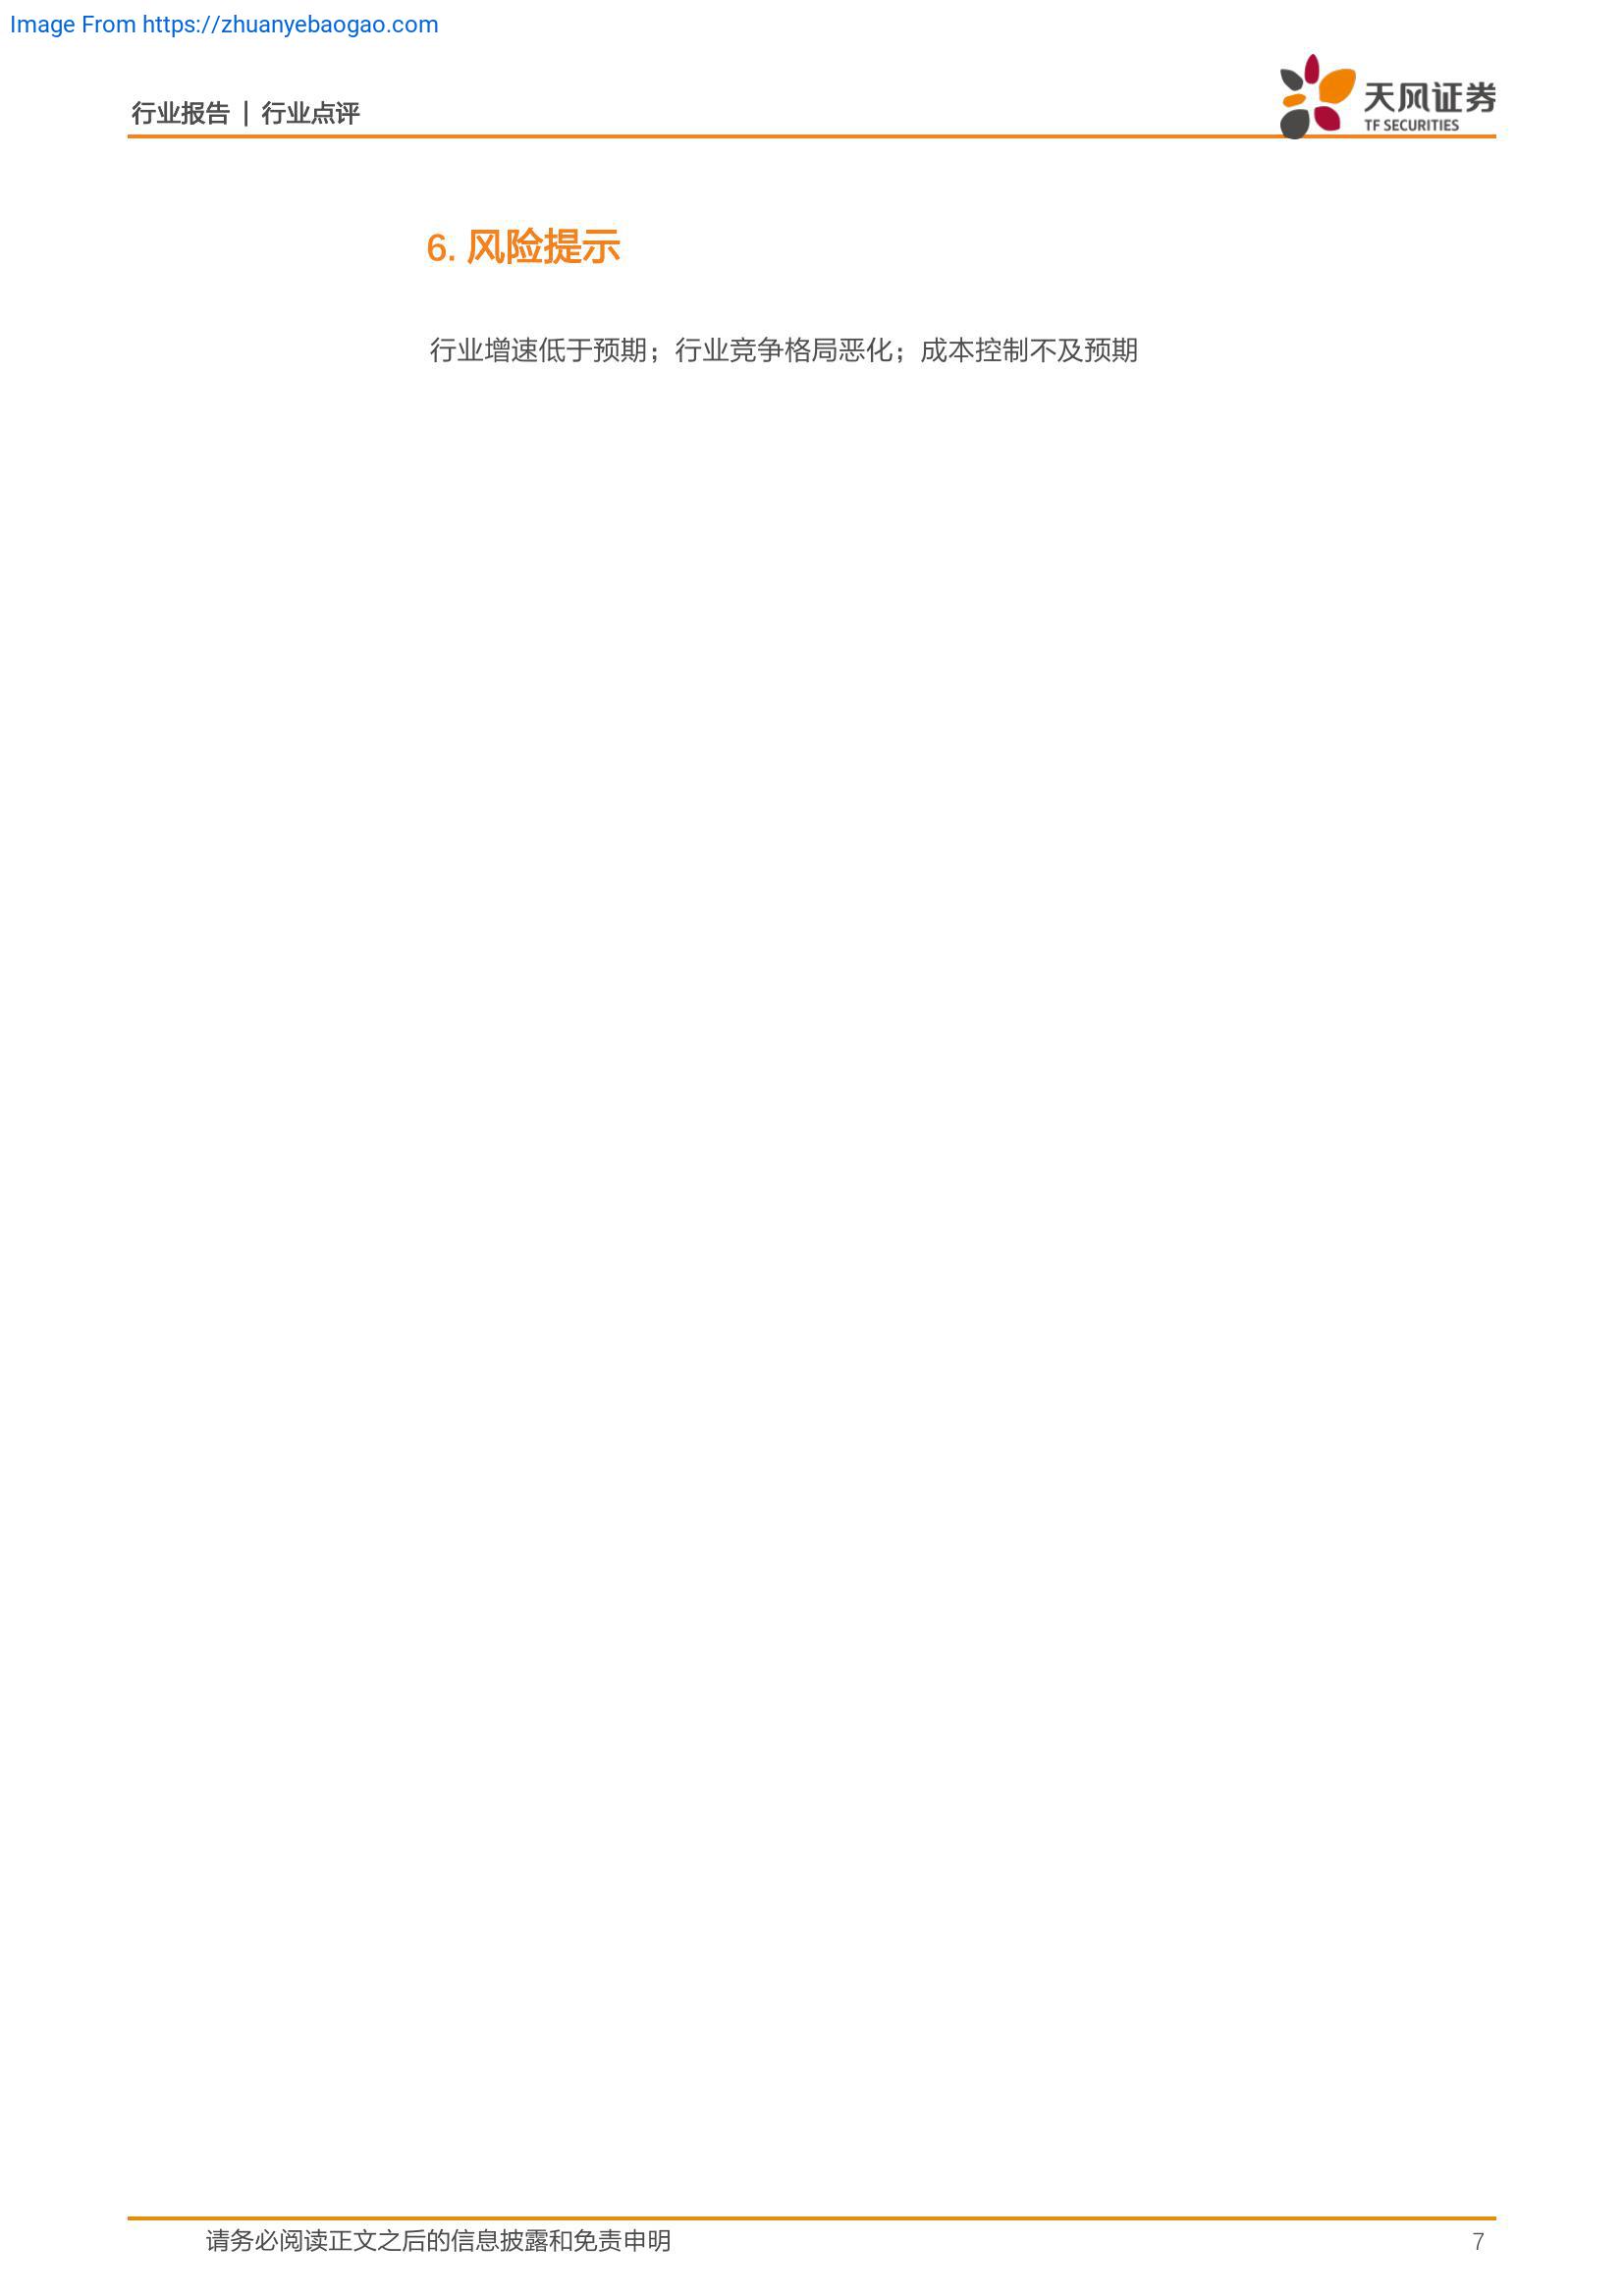 Image From https://zhuanyebaogao.com
行业报告 | 行业点评
天风证券
TF SECURITIES
6. 风险提示
行业增速低于预期；行业竞争格局恶化；成本控制不及预期
请务必阅读正文之后的信息披露和免责申明
7